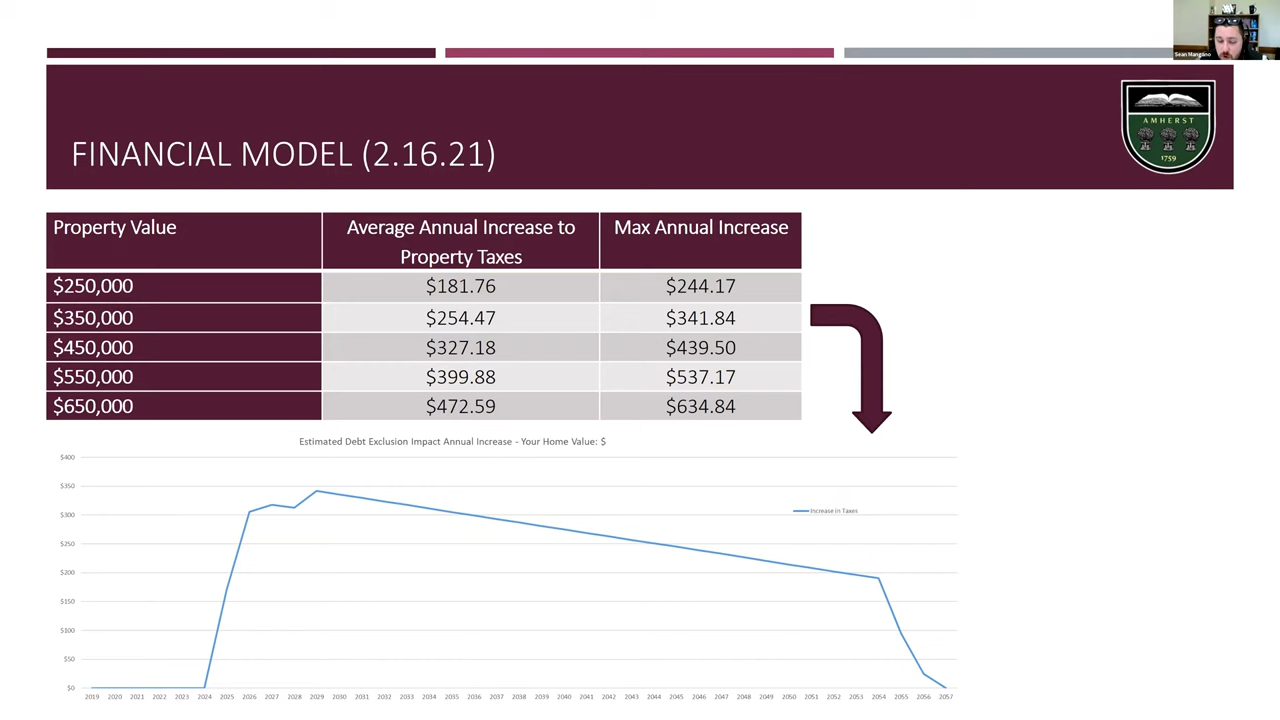 Sean Mangano
FINANCIAL MODEL (2.16.21)
AMHERST
1759
Property Value
Average Annual Increase to
Property Taxes
Max Annual Increase
$250,000 $181.76 $244.17
$350,000 $254.47 $341.84
$450,000 $327.18 $439.50
$550,000 $399.88 $537.17
$650,000 $472.59 $634.84
Estimated Debt Exclusion Impact Annual Increase - Your Home Value: $
$400
$350
$300
$250
$200
$150
$100
$50
$0
Increase in Taxes
2019 2020 2021 2022 2023 2024 2025 2026 2027 2028 2029 2030 2031 2032 2033 2034 2035 2036 2037 2038 2039 2040 2041 2042 2043 2044 2045 2046 2047 2048 2049 2050 2051 2052 2053 2054 2055 2056 2057